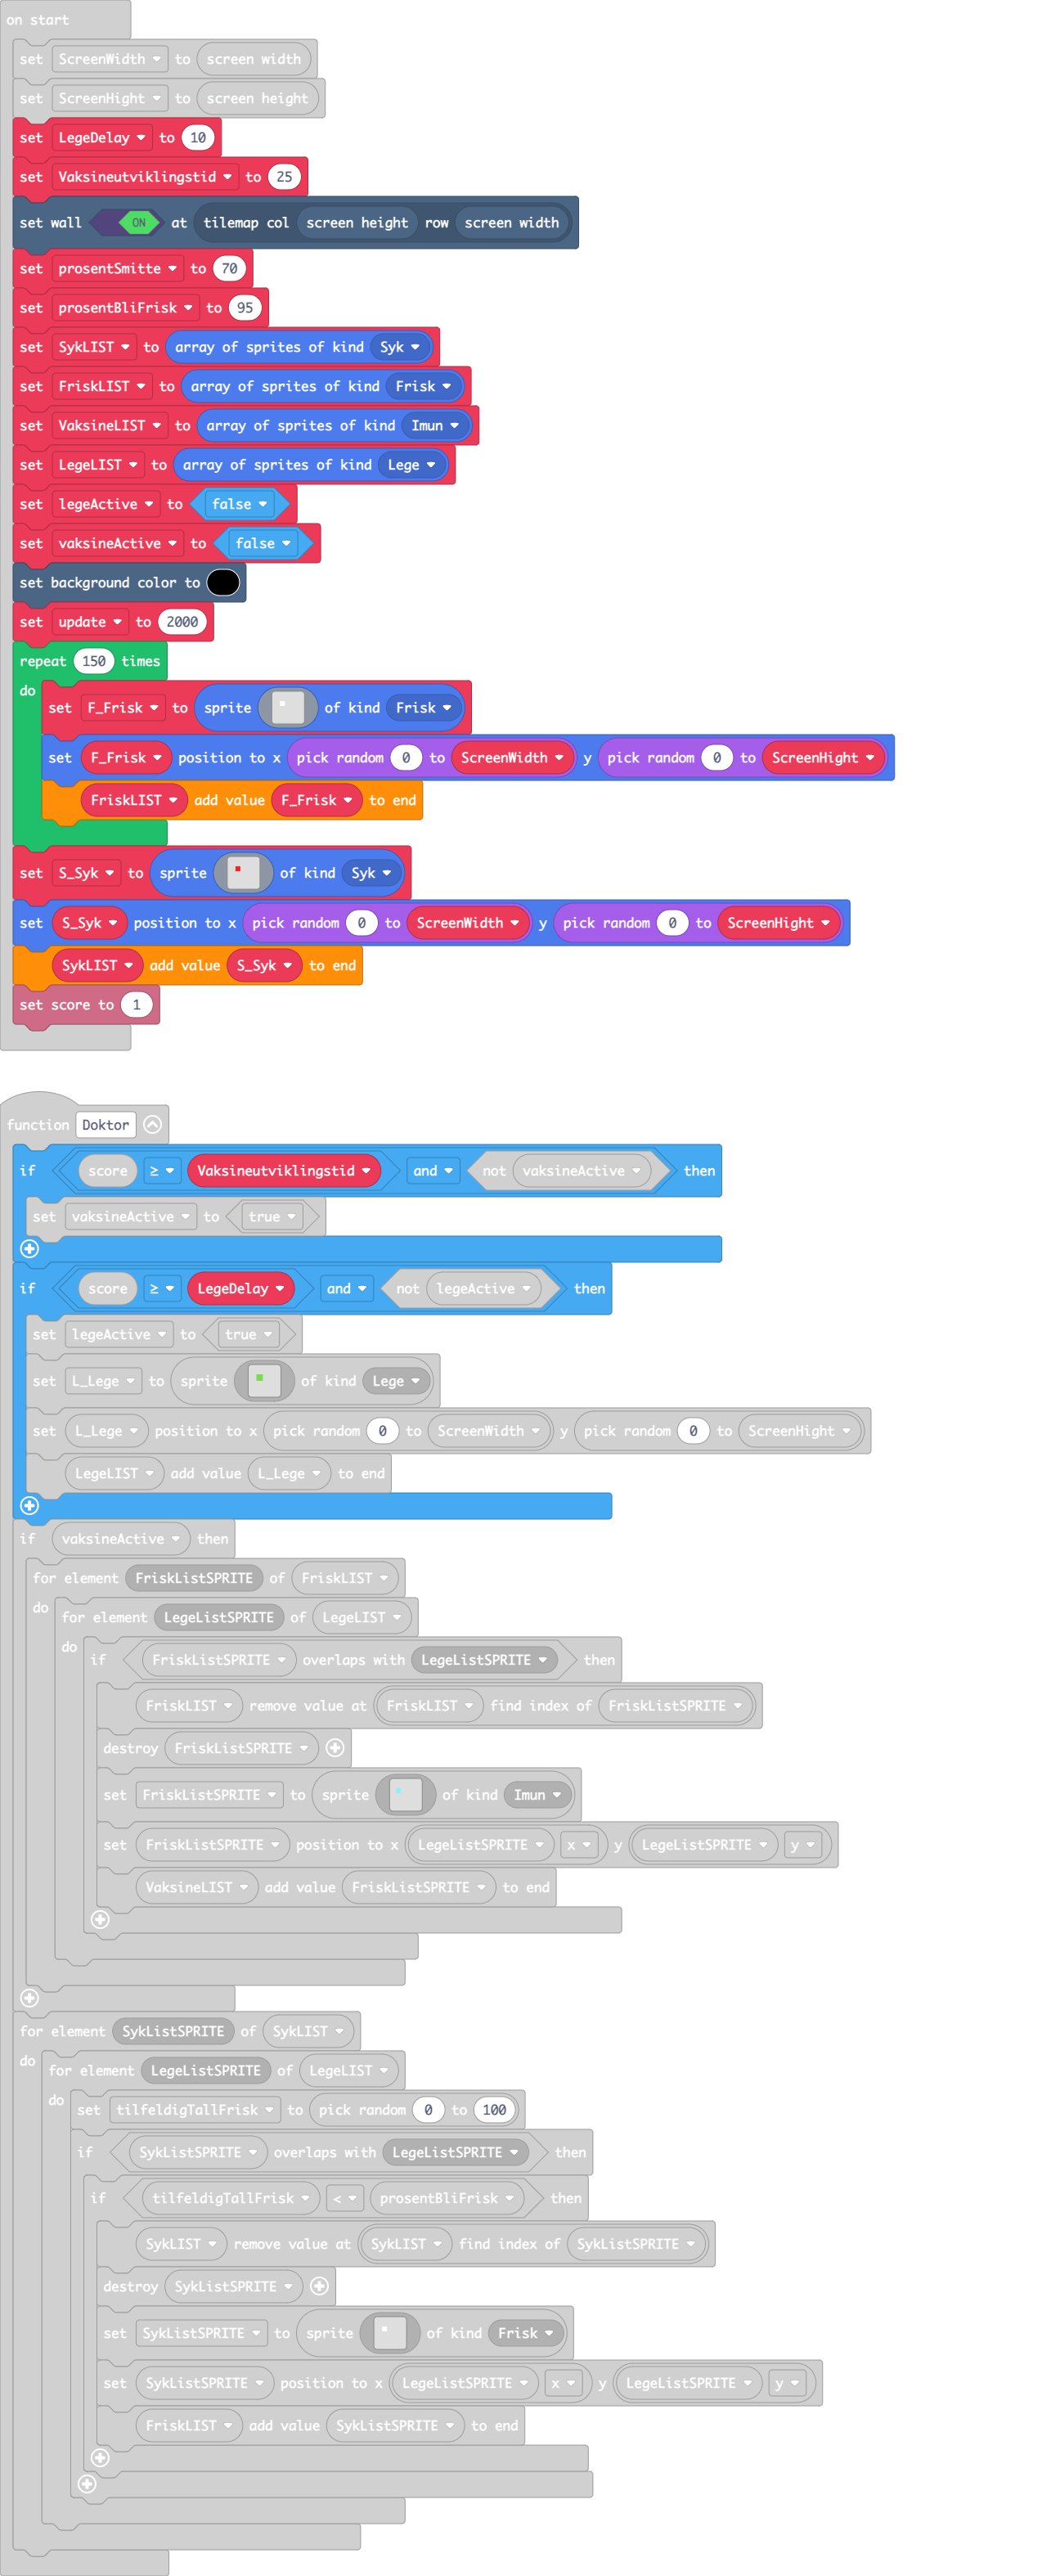 on start
set ScreenWidth to screen width
set ScreenHight to screen height
set LegeDelay to 10
set Vaksineutviklingstid to 25
set wall ON at tilemap col screen height row screen width
set prosentSmitte to 70
set prosentBliFrisk to 95
set SykLIST to array of sprites of kind Syk
set FriskLIST to array of sprites of kind Frisk
set VaksineLIST to array of sprites of kind Imun
set LegeLIST to array of sprites of kind Lege
set legeActive to false
set vaksineActive to false
set background color to
set update to 2000
repeat 150 times
do
set F_Frisk to sprite of kind Frisk
set F_Frisk position to x pick random 0 to ScreenWidth y pick random 0 to ScreenHight
FriskLIST add value F_Frisk to end
set S_Syk to sprite of kind Syk
set S_Syk position to x pick random 0 to ScreenWidth y pick random 0 to ScreenHight
SykLIST add value S_Syk to end
set score to 1
function Doktor
if score ≥ Vaksineutviklingstid and not vaksineActive then
set vaksineActive to true
if score ≥ LegeDelay and not legeActive then
set legeActive to true
set L_Lege to sprite of kind Lege
set L_Lege position to x pick random 0 to ScreenWidth y pick random 0 to ScreenHight
LegeLIST add value L_Lege to end
if vaksineActive then
for element FriskListSPRITE of FriskLIST
do
for element LegeListSPRITE of LegeLIST
do
if FriskListSPRITE overlaps with LegeListSPRITE then
FriskLIST remove value at FriskLIST find index of FriskListSPRITE
destroy FriskListSPRITE
set FriskListSPRITE to sprite of kind Imun
set FriskListSPRITE position to x LegeListSPRITE x y LegeListSPRITE y
VaksineLIST add value FriskListSPRITE to end
for element SykListSPRITE of SykLIST
do
for element LegeListSPRITE of LegeLIST
do
set tilfeldigTallFrisk to pick random 0 to 100
if SykListSPRITE overlaps with LegeListSPRITE then
if tilfeldigTallFrisk < prosentBliFrisk then
SykLIST remove value at SykLIST find index of SykListSPRITE
destroy SykListSPRITE
set SykListSPRITE to sprite of kind Frisk
set SykListSPRITE position to x LegeListSPRITE x y LegeListSPRITE y
FriskLIST add value SykListSPRITE to end